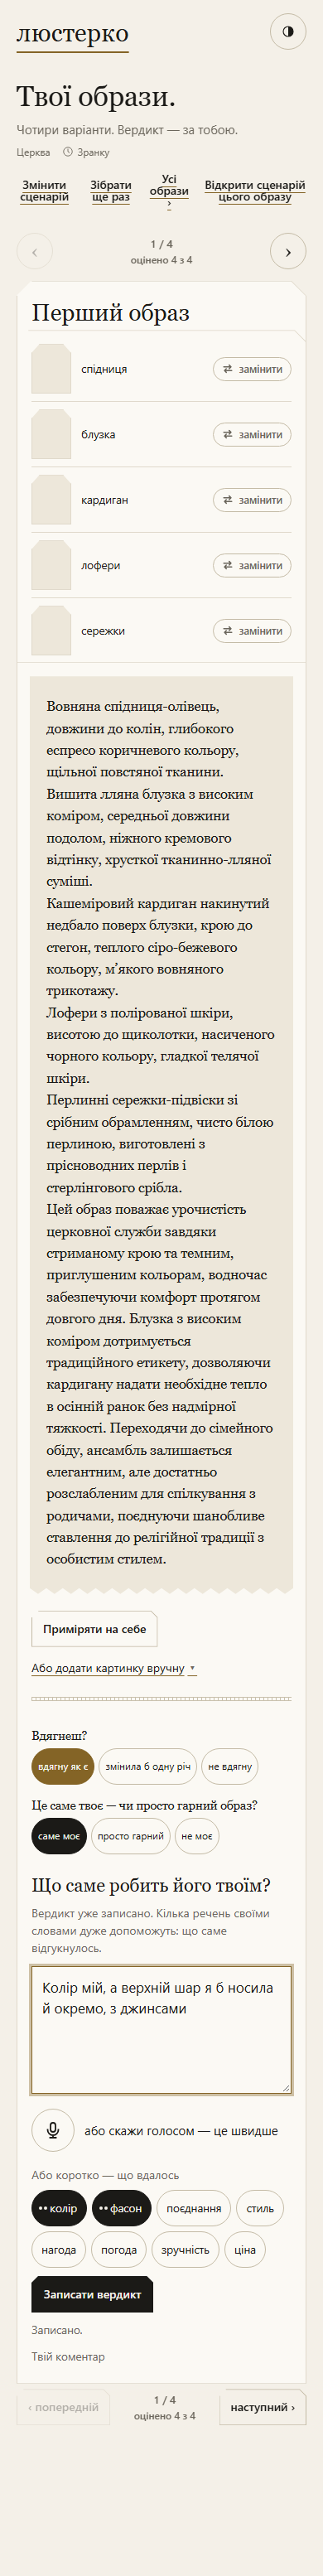 люстерко
Твої образи.
Чотири варіанти. Вердикт — за тобою.
Церква Зранку
Змінити сценарій
Зібрати ще раз
Усі образи ›
Відкрити сценарій цього образу
‹
1 / 4
оцінено 4 з 4
›
Перший образ
спідниця
замінити
блузка
замінити
кардиган
замінити
лофери
замінити
сережки
замінити
Вовняна спідниця-олівець,
довжини до колін, глибокого
еспресо коричневого кольору,
щільної повстяної тканини.
Вишита лляна блузка з високим
коміром, середньої довжини
подолом, ніжного кремового
відтінку, хрусткої тканинно-лляної
суміші.
Кашеміровий кардиган накинутий
недбало поверх блузки, крою до
стегон, теплого сіро-бежевого
кольору, м’якого вовняного
трикотажу.
Лофери з полірованої шкіри,
висотою до щиколотки, насиченого
чорного кольору, гладкої телячої
шкіри.
Перлинні сережки-підвіски зі
срібним обрамленням, чисто білою
перлиною, виготовлені з
прісноводних перлів і
стерлінгового срібла.
Цей образ поважає урочистість
церковної служби завдяки
стриманому крою та темним,
приглушеним кольорам, водночас
забезпечуючи комфорт протягом
довгого дня. Блузка з високим
коміром дотримується
традиційного етикету, дозволяючи
кардигану надати необхідне тепло
в осінній ранок без надмірної
тяжкості. Переходячи до сімейного
обіду, ансамбль залишається
елегантним, але достатньо
розслабленим для спілкування з
родичами, поєднуючи шанобливе
ставлення до релігійної традиції з
особистим стилем.
Приміряти на себе
Або додати картинку вручну
Вдягнеш?
вдягну як є
змінила б одну річ
не вдягну
Це саме твоє — чи просто гарний образ?
саме моє
просто гарний
не моє
Що саме робить його твоїм?
Вердикт уже записано. Кілька речень своїми
словами дуже допоможуть: що саме
відгукнулось.
Колір мій, а верхній шар я б носила
й окремо, з джинсами
або скажи голосом — це швидше
Або коротко — що вдалось
колір
фасон
поєднання
стиль
нагода
погода
зручність
ціна
Записати вердикт
Записано.
Твій коментар
‹ попередній
1 / 4
оцінено 4 з 4
наступний ›